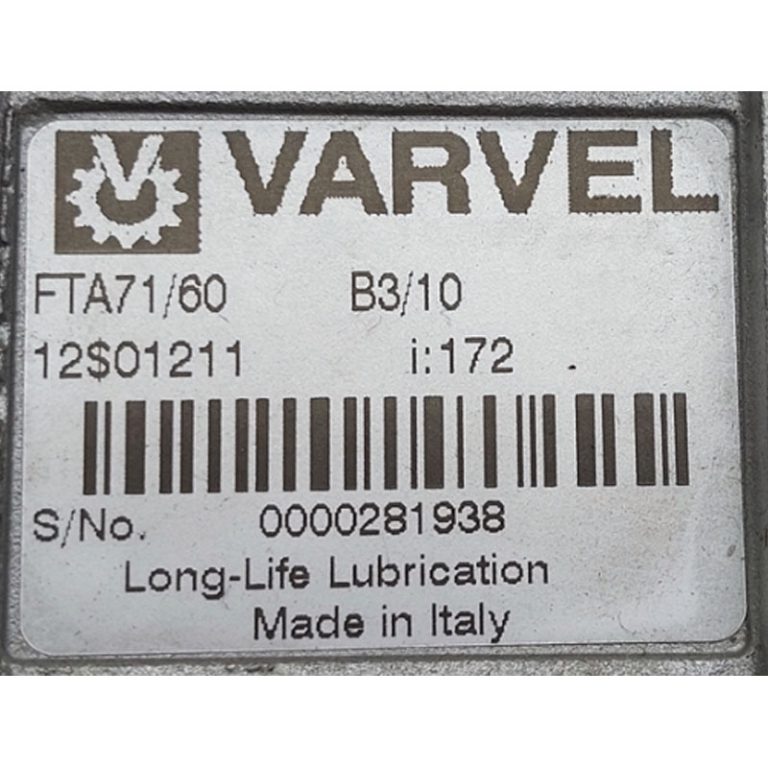 VARVEL
FTA71/60 B3/10
12$01211 i:172
S/No. 0000281938
Long-Life Lubrication
Made in Italy